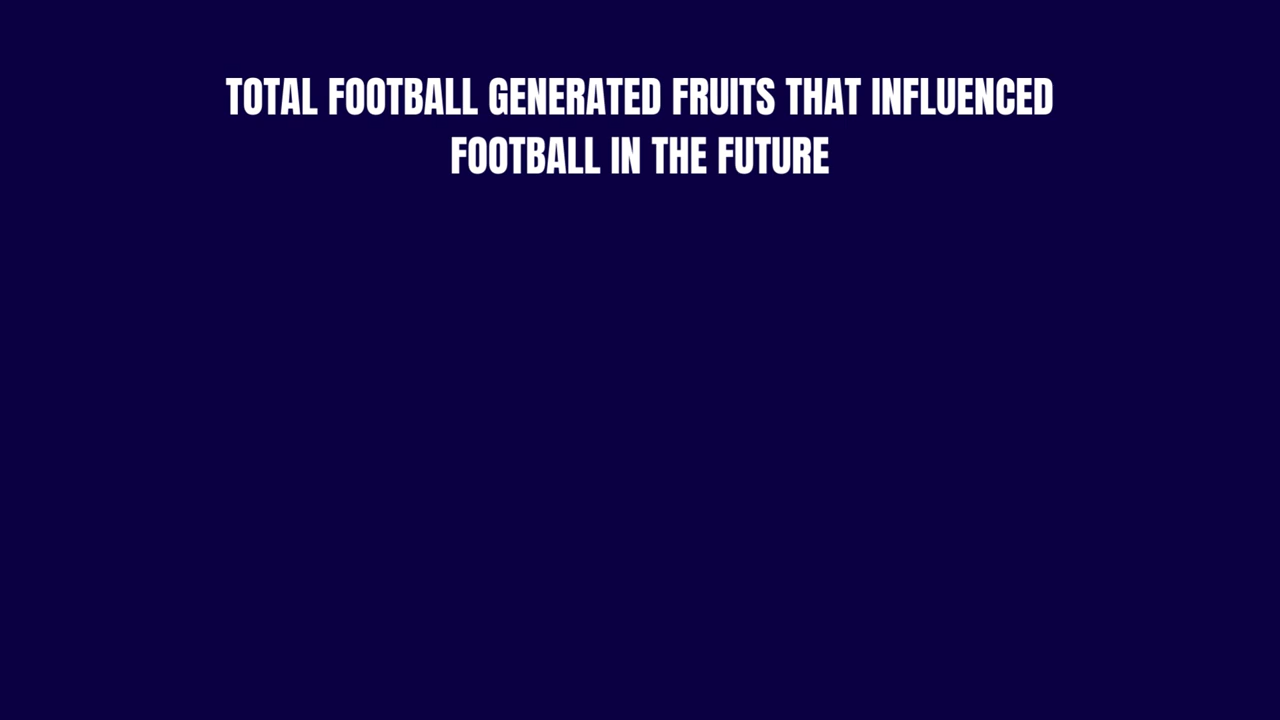 TOTAL FOOTBALL GENERATED FRUITS THAT INFLUENCED
FOOTBALL IN THE FUTURE